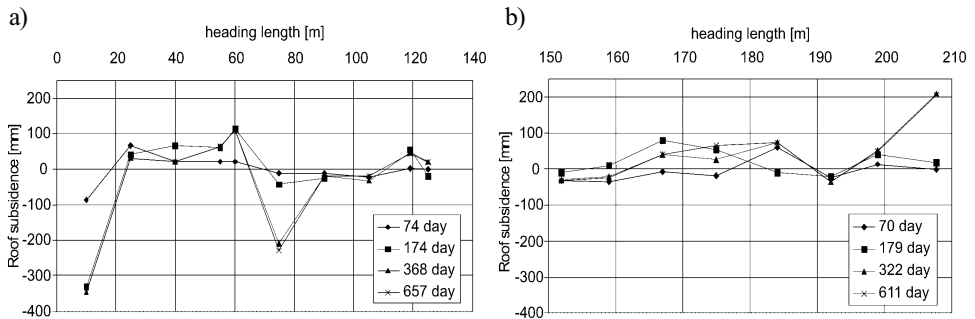 a)
heading length [m]
0 20 40 60 80 100 120 140
Roof subsidence [mm]
200
100
0
-100
-200
-300
-400
74 day
174 day
368 day
657 day
b)
heading length [m]
150 160 170 180 190 200 210
Roof subsidence [mm]
200
100
0
-100
-200
-300
-400
70 day
179 day
322 day
611 day